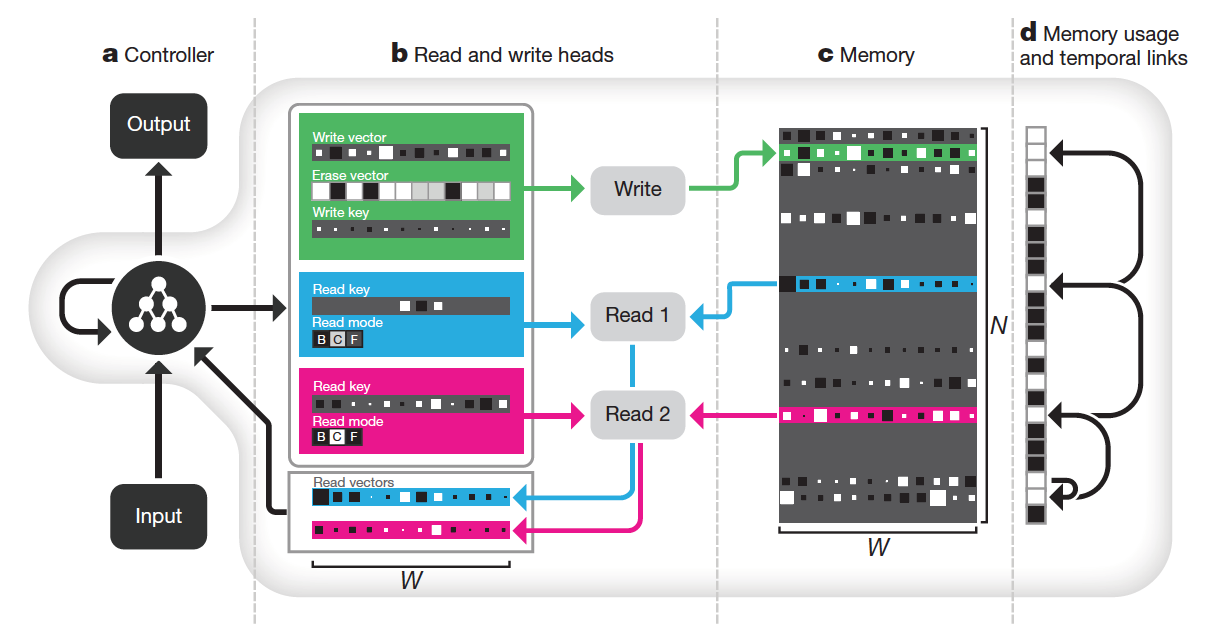 a Controller
b Read and write heads
c Memory
d Memory usage
and temporal links
Output
Input
Write vector
Erase vector
Write key
Read key
Read mode
B C F
Read key
Read mode
B C F
Read vectors
W
Write
Read 1
Read 2
N
W